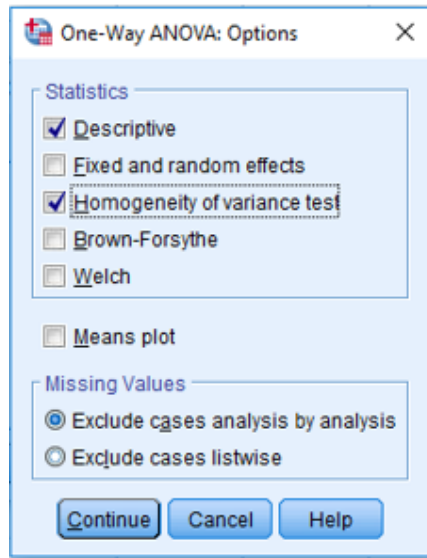 One-Way ANOVA: Options
Statistics
Descriptive
Fixed and random effects
Homogeneity of variance test
Brown-Forsythe
Welch
Means plot
Missing Values
Exclude cases analysis by analysis
Exclude cases listwise
Continue Cancel Help